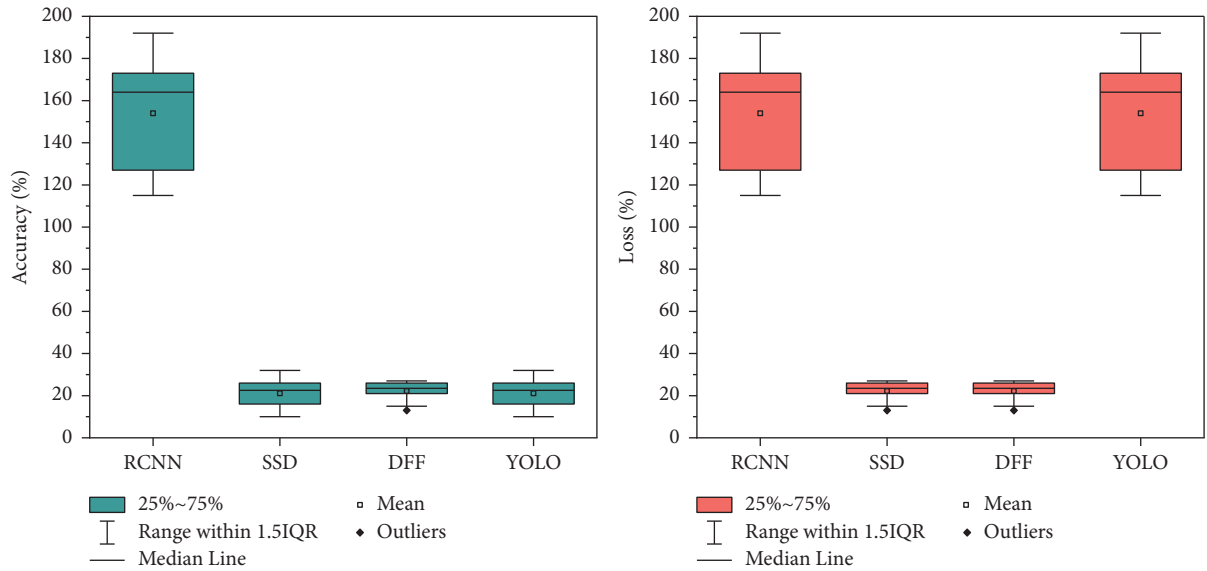 200
180
160
140
120
100
80
60
40
20
0
Accuracy (%)
RCNN SSD DFF YOLO
25%~75%
Range within 1.5IQR
Median Line
Mean
Outliers
200
180
160
140
120
100
80
60
40
20
0
Loss (%)
RCNN SSD DFF YOLO
25%~75%
Range within 1.5IQR
Median Line
Mean
Outliers